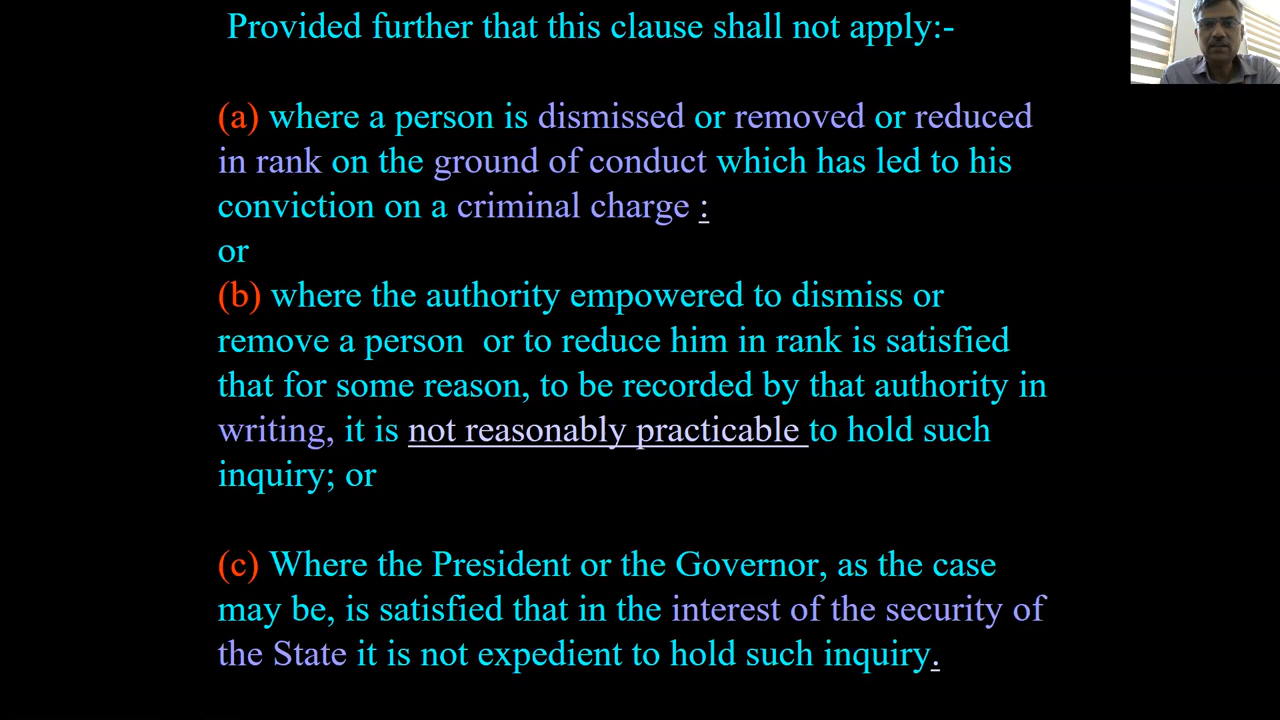 Provided further that this clause shall not apply:-
(a) where a person is dismissed or removed or reduced
in rank on the ground of conduct which has led to his
conviction on a criminal charge :
or
(b) where the authority empowered to dismiss or
remove a person or to reduce him in rank is satisfied
that for some reason, to be recorded by that authority in
writing, it is not reasonably practicable to hold such
inquiry; or
(c) Where the President or the Governor, as the case
may be, is satisfied that in the interest of the security of
the State it is not expedient to hold such inquiry.